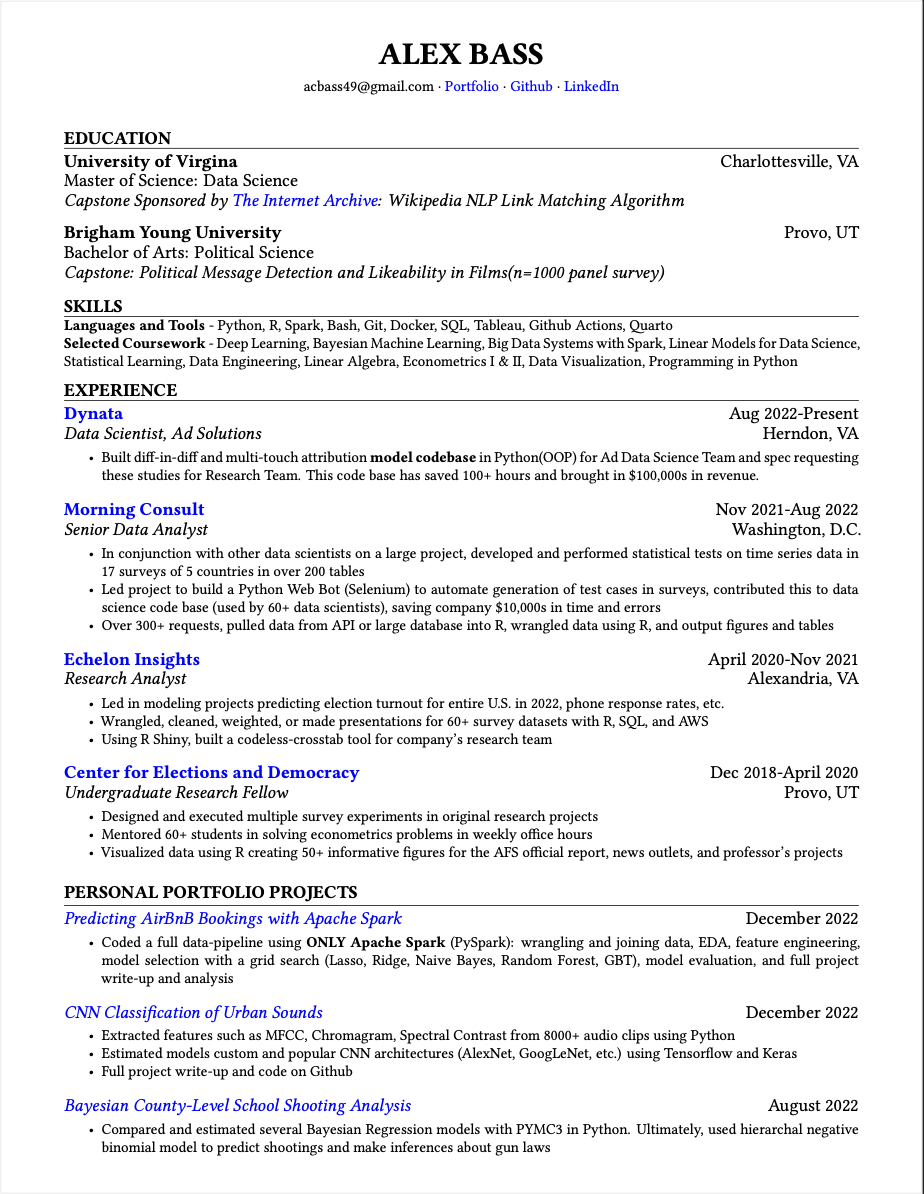 ALEX BASS
acbass49@gmail.com · Portfolio · Github · LinkedIn
EDUCATION
University of Virgina Charlottesville, VA
Master of Science: Data Science
Capstone Sponsored by The Internet Archive: Wikipedia NLP Link Matching Algorithm
Brigham Young University Provo, UT
Bachelor of Arts: Political Science
Capstone: Political Message Detection and Likeability in Films(n=1000 panel survey)
SKILLS
Languages and Tools - Python, R, Spark, Bash, Git, Docker, SQL, Tableau, Github Actions, Quarto
Selected Coursework - Deep Learning, Bayesian Machine Learning, Big Data Systems with Spark, Linear Models for Data Science,
Statistical Learning, Data Engineering, Linear Algebra, Econometrics I & II, Data Visualization, Programming in Python
EXPERIENCE
Dynata Aug 2022-Present
Data Scientist, Ad Solutions Herndon, VA
• Built diff-in-diff and multi-touch attribution model codebase in Python(OOP) for Ad Data Science Team and spec requesting
these studies for Research Team. This code base has saved 100+ hours and brought in $100,000s in revenue.
Morning Consult Nov 2021-Aug 2022
Senior Data Analyst Washington, D.C.
• In conjunction with other data scientists on a large project, developed and performed statistical tests on time series data in
17 surveys of 5 countries in over 200 tables
• Led project to build a Python Web Bot (Selenium) to automate generation of test cases in surveys, contributed this to data
science code base (used by 60+ data scientists), saving company $10,000s in time and errors
• Over 300+ requests, pulled data from API or large database into R, wrangled data using R, and output figures and tables
Echelon Insights April 2020-Nov 2021
Research Analyst Alexandria, VA
• Led in modeling projects predicting election turnout for entire U.S. in 2022, phone response rates, etc.
• Wrangled, cleaned, weighted, or made presentations for 60+ survey datasets with R, SQL, and AWS
• Using R Shiny, built a codeless-crosstab tool for company's research team
Center for Elections and Democracy Dec 2018-April 2020
Undergraduate Research Fellow Provo, UT
• Designed and executed multiple survey experiments in original research projects
• Mentored 60+ students in solving econometrics problems in weekly office hours
• Visualized data using R creating 50+ informative figures for the AFS official report, news outlets, and professor's projects
PERSONAL PORTFOLIO PROJECTS
Predicting AirBnB Bookings with Apache Spark December 2022
• Coded a full data-pipeline using ONLY Apache Spark (PySpark): wrangling and joining data, EDA, feature engineering,
model selection with a grid search (Lasso, Ridge, Naive Bayes, Random Forest, GBT), model evaluation, and full project
write-up and analysis
CNN Classification of Urban Sounds December 2022
• Extracted features such as MFCC, Chromagram, Spectral Contrast from 8000+ audio clips using Python
• Estimated models custom and popular CNN architectures (AlexNet, GoogLeNet, etc.) using Tensorflow and Keras
• Full project write-up and code on Github
Bayesian County-Level School Shooting Analysis August 2022
• Compared and estimated several Bayesian Regression models with PYMC3 in Python. Ultimately, used hierarchal negative
binomial model to predict shootings and make inferences about gun laws